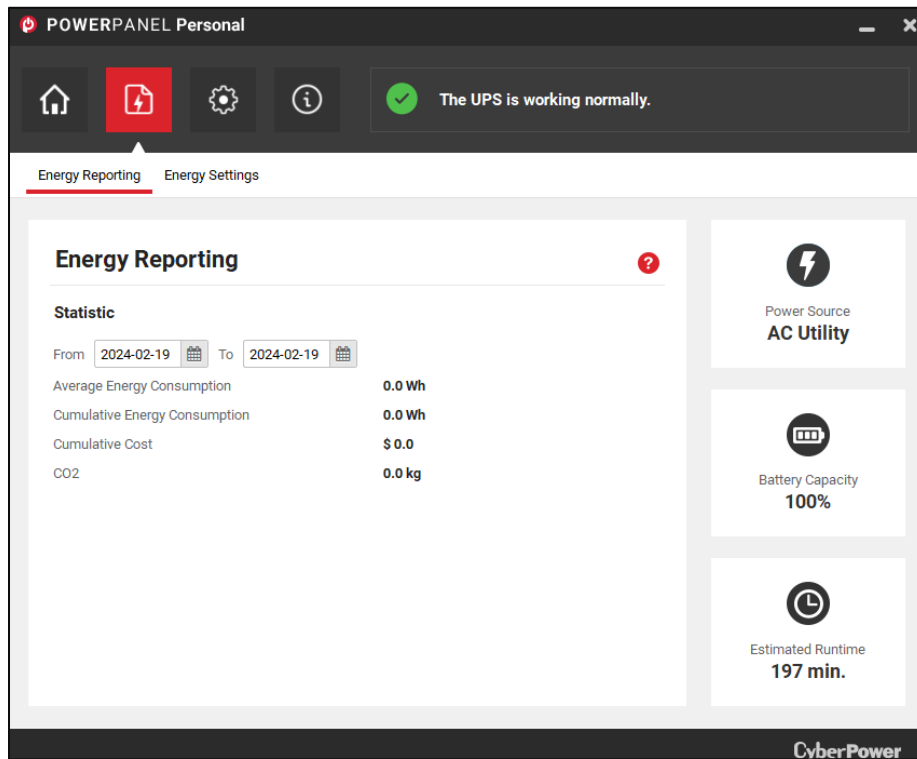 POWERPANEL Personal
The UPS is working normally.
Energy Reporting Energy Settings
Energy Reporting
?
Statistic
From 2024-02-19 To 2024-02-19
Average Energy Consumption 0.0 Wh
Cumulative Energy Consumption 0.0 Wh
Cumulative Cost $ 0.0
CO2 0.0 kg
Power Source
AC Utility
Battery Capacity
100%
Estimated Runtime
197 min.
CyberPower